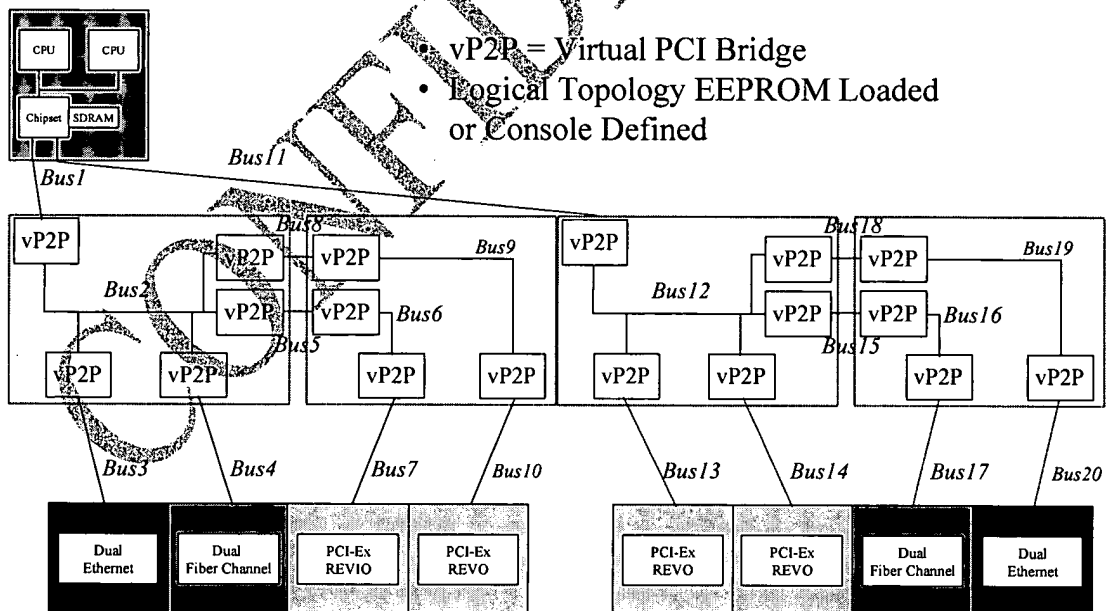 CPU CPU
Chipset SDRAM
• vP2P = Virtual PCI Bridge
• Logical Topology EEPROM Loaded
or Console Defined
Bus1 Bus11
vP2P vP2P
Bus8 Bus18
vP2P vP2P Bus9 vP2P vP2P Bus19
Bus2 Bus12
vP2P vP2P Bus6 vP2P vP2P Bus16
Bus5 Bus15
vP2P vP2P vP2P vP2P vP2P vP2P vP2P vP2P
Bus3 Bus4 Bus7 Bus10 Bus13 Bus14 Bus17 Bus20
Dual Dual PCI-Ex PCI-Ex PCI-Ex PCI-Ex Dual Dual
Ethernet Fiber Channel REVIO REVO REVO REVO Fiber Channel Ethernet